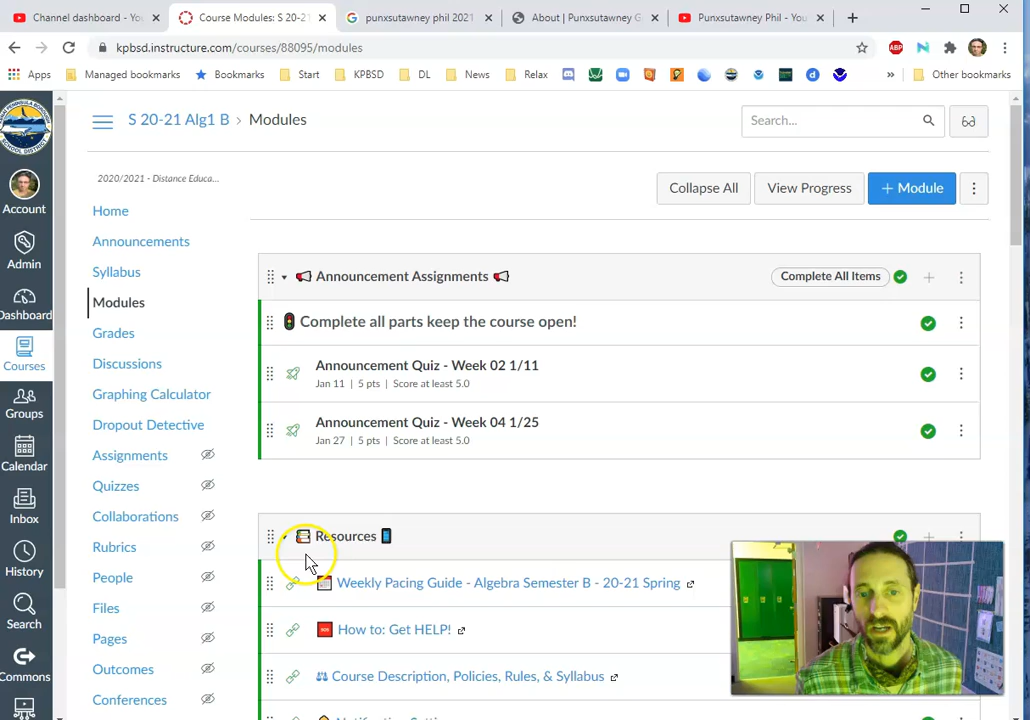 Channel dashboard - You
Course Modules: S 20-21
punxsutawney phil 2021
About | Punxsutawney G
Punxsutawney Phil - You
kpbsd.instructure.com/courses/88095/modules
ABP
Apps
Managed bookmarks
Bookmarks
Start
KPBSD
DL
News
Relax
Other bookmarks
S 20-21 Alg1 B › Modules
Search...
2020/2021 - Distance Educa...
Collapse All
View Progress
+ Module
Account
Admin
Dashboard
Courses
Groups
Calendar
Inbox
History
Search
Commons
Home
Announcements
Syllabus
Modules
Grades
Discussions
Graphing Calculator
Dropout Detective
Assignments
Quizzes
Collaborations
Rubrics
People
Files
Pages
Outcomes
Conferences
Announcement Assignments
Complete All Items
Complete all parts keep the course open!
Announcement Quiz - Week 02 1/11
Jan 11 | 5 pts | Score at least 5.0
Announcement Quiz - Week 04 1/25
Jan 27 | 5 pts | Score at least 5.0
Resources
Weekly Pacing Guide - Algebra Semester B - 20-21 Spring
How to: Get HELP!
Course Description, Policies, Rules, & Syllabus